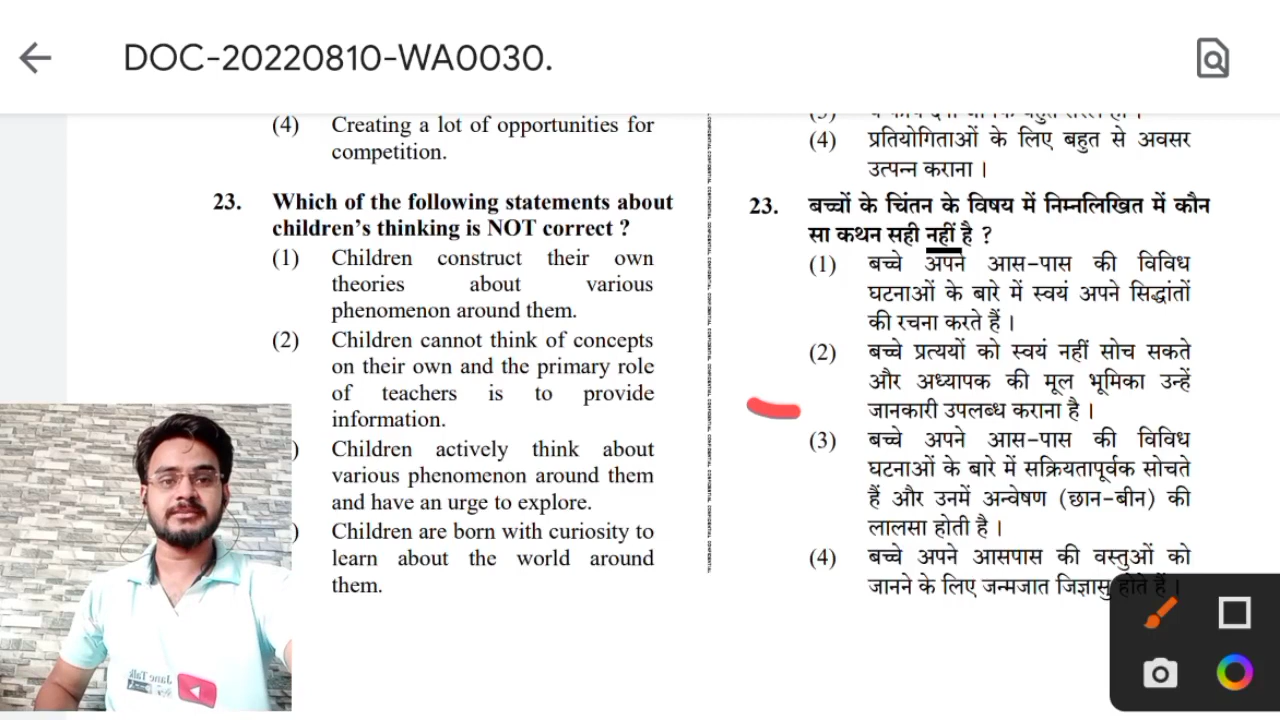 DOC-20220810-WA0030.
(4) Creating a lot of opportunities for
competition.
23. Which of the following statements about
children's thinking is NOT correct ?
(1) Children construct their own
theories about various
phenomenon around them.
(2) Children cannot think of concepts
on their own and the primary role
of teachers is to provide
information.
) Children actively think about
various phenomenon around them
and have an urge to explore.
) Children are born with curiosity to
learn about the world around
them.
(4) प्रतियोगिताओं के लिए बहुत से अवसर
उत्पन्न कराना ।
23. बच्चों के चिंतन के विषय में निम्नलिखित में कौन
सा कथन सही नहीं है ?
(1) बच्चे अपने आस-पास की विविध
घटनाओं के बारे में स्वयं अपने सिद्धांतों
की रचना करते हैं ।
(2) बच्चे प्रत्ययों को स्वयं नहीं सोच सकते
और अध्यापक की मूल भूमिका उन्हें
जानकारी उपलब्ध कराना है ।
(3) बच्चे अपने आस-पास की विविध
घटनाओं के बारे में सक्रियतापूर्वक सोचते
हैं और उनमें अन्वेषण (छान-बीन) की
लालसा होती है ।
(4) बच्चे अपने आसपास की वस्तुओं को
जानने के लिए जन्मजात जिज्ञासु होते हैं ।